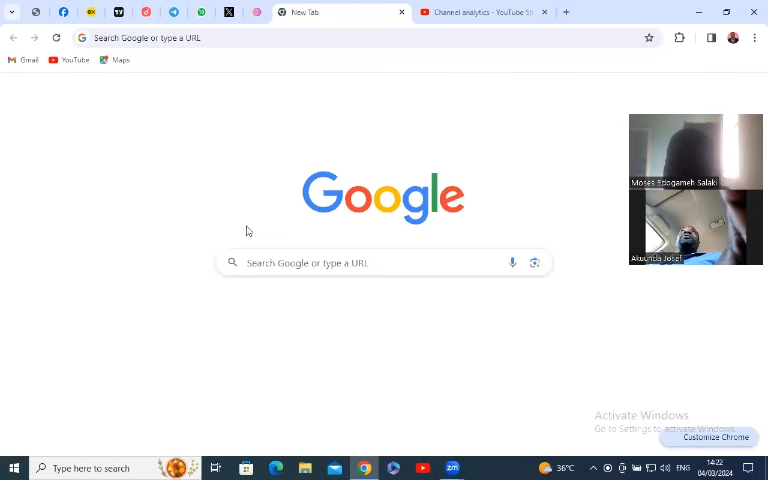 New Tab
Channel analytics - YouTube St
Search Google or type a URL
Gmail
YouTube
Maps
Google
Search Google or type a URL
Moses Edogameh Salaki
Akuunda Josef
Activate Windows
Go to Settings to activate Windows.
Customize Chrome
Type here to search
zm
36°C
ENG
14:22
04/03/2024